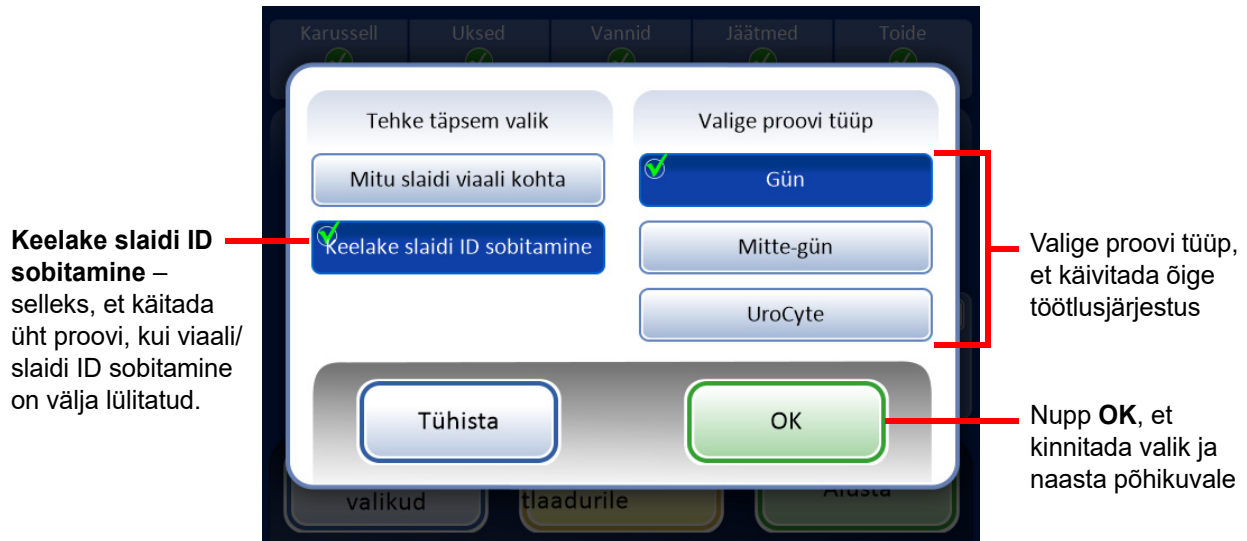 Karussell Uksed Vannid Jäätmed Toide
Tehke täpsem valik
Valige proovi tüüp
Mitu slaidi viaali kohta
Gün
Keelake slaidi ID sobitamine
Mitte-gün
UroCyte
Tühista
OK
valikud
tlaadurile
Alusta
Keelake slaidi ID
sobitamine –
selleks, et käitada
üht proovi, kui viaali/
slaidi ID sobitamine
on välja lülitatud.
Valige proovi tüüp,
et käivitada õige
töötlusjärjestus
Nupp OK, et
kinnitada valik ja
naasta põhikuvale